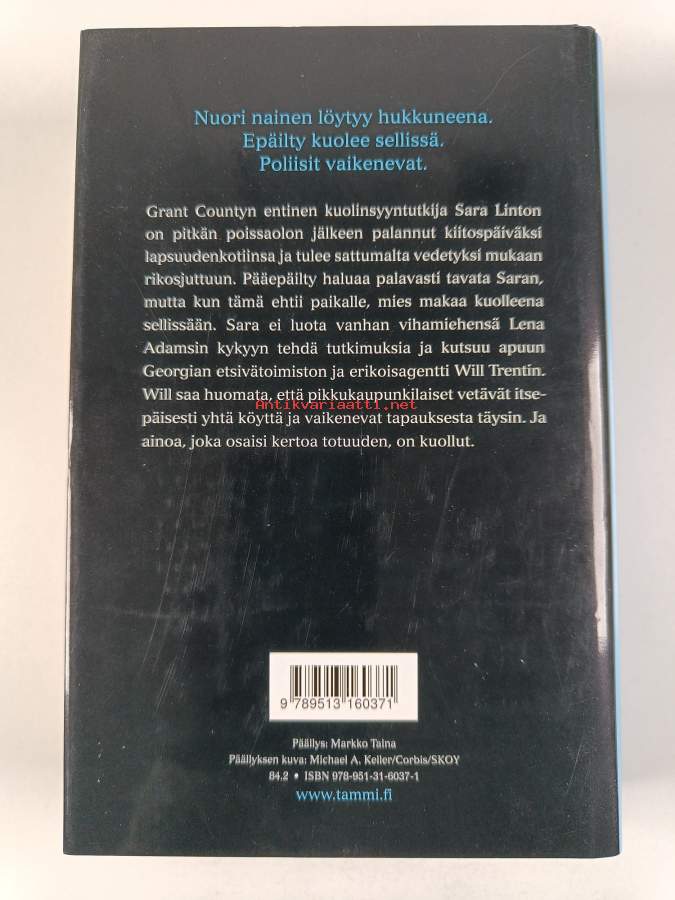 Nuori nainen löytyy hukkuneena.
Epäilty kuolee sellissä.
Poliisit vaikenevat.
Grant Countyn entinen kuolinsyyntutkija Sara Linton
on pitkän poissaolon jälkeen palannut kiitospäiväksi
lapsuudenkotiinsa ja tulee sattumalta vedetyksi mukaan
rikosjuttuun. Pääepäilty haluaa palavasti tavata Saran,
mutta kun tämä ehtii paikalle, mies makaa kuolleena
sellissään. Sara ei luota vanhan vihamiehensä Lena
Adamsin kykyyn tehdä tutkimuksia ja kutsuu apuun
Georgian etsivätoimiston ja erikoisagentti Will Trentin.
Will saa huomata, että pikkukaupunkilaiset vetävät itse-
Antikvariaatti.net
päisesti yhtä köyttä ja vaikenevat tapauksesta täysin. Ja
ainoa, joka osaisi kertoa totuuden, on kuollut.
9 789513 160371
Päällys: Markko Taina
Päällyksen kuva: Michael A. Keller/Corbis/SKOY
84.2 • ISBN 978-951-31-6037-1
www.tammi.fi